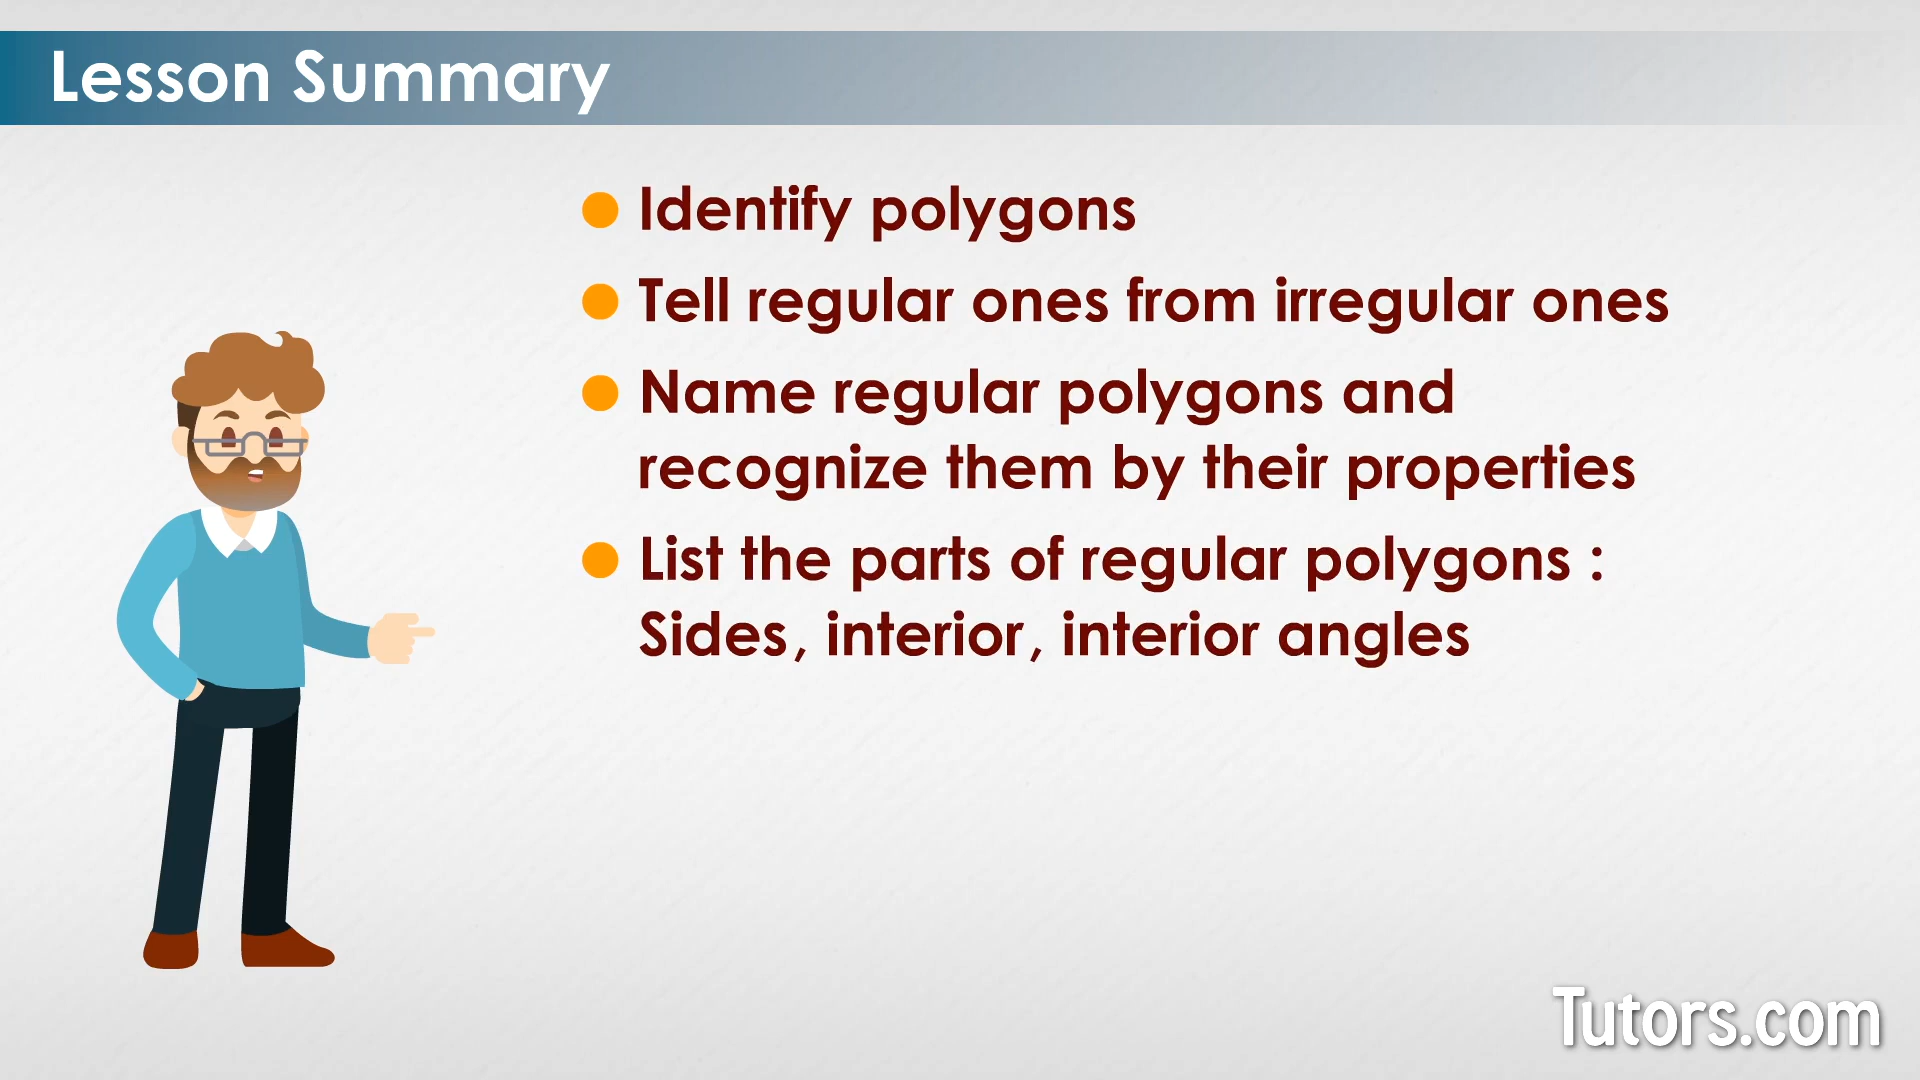 Lesson Summary
Identify polygons
Tell regular ones from irregular ones
Name regular polygons and
recognize them by their properties
List the parts of regular polygons :
Sides, interior, interior angles
Tutors.com